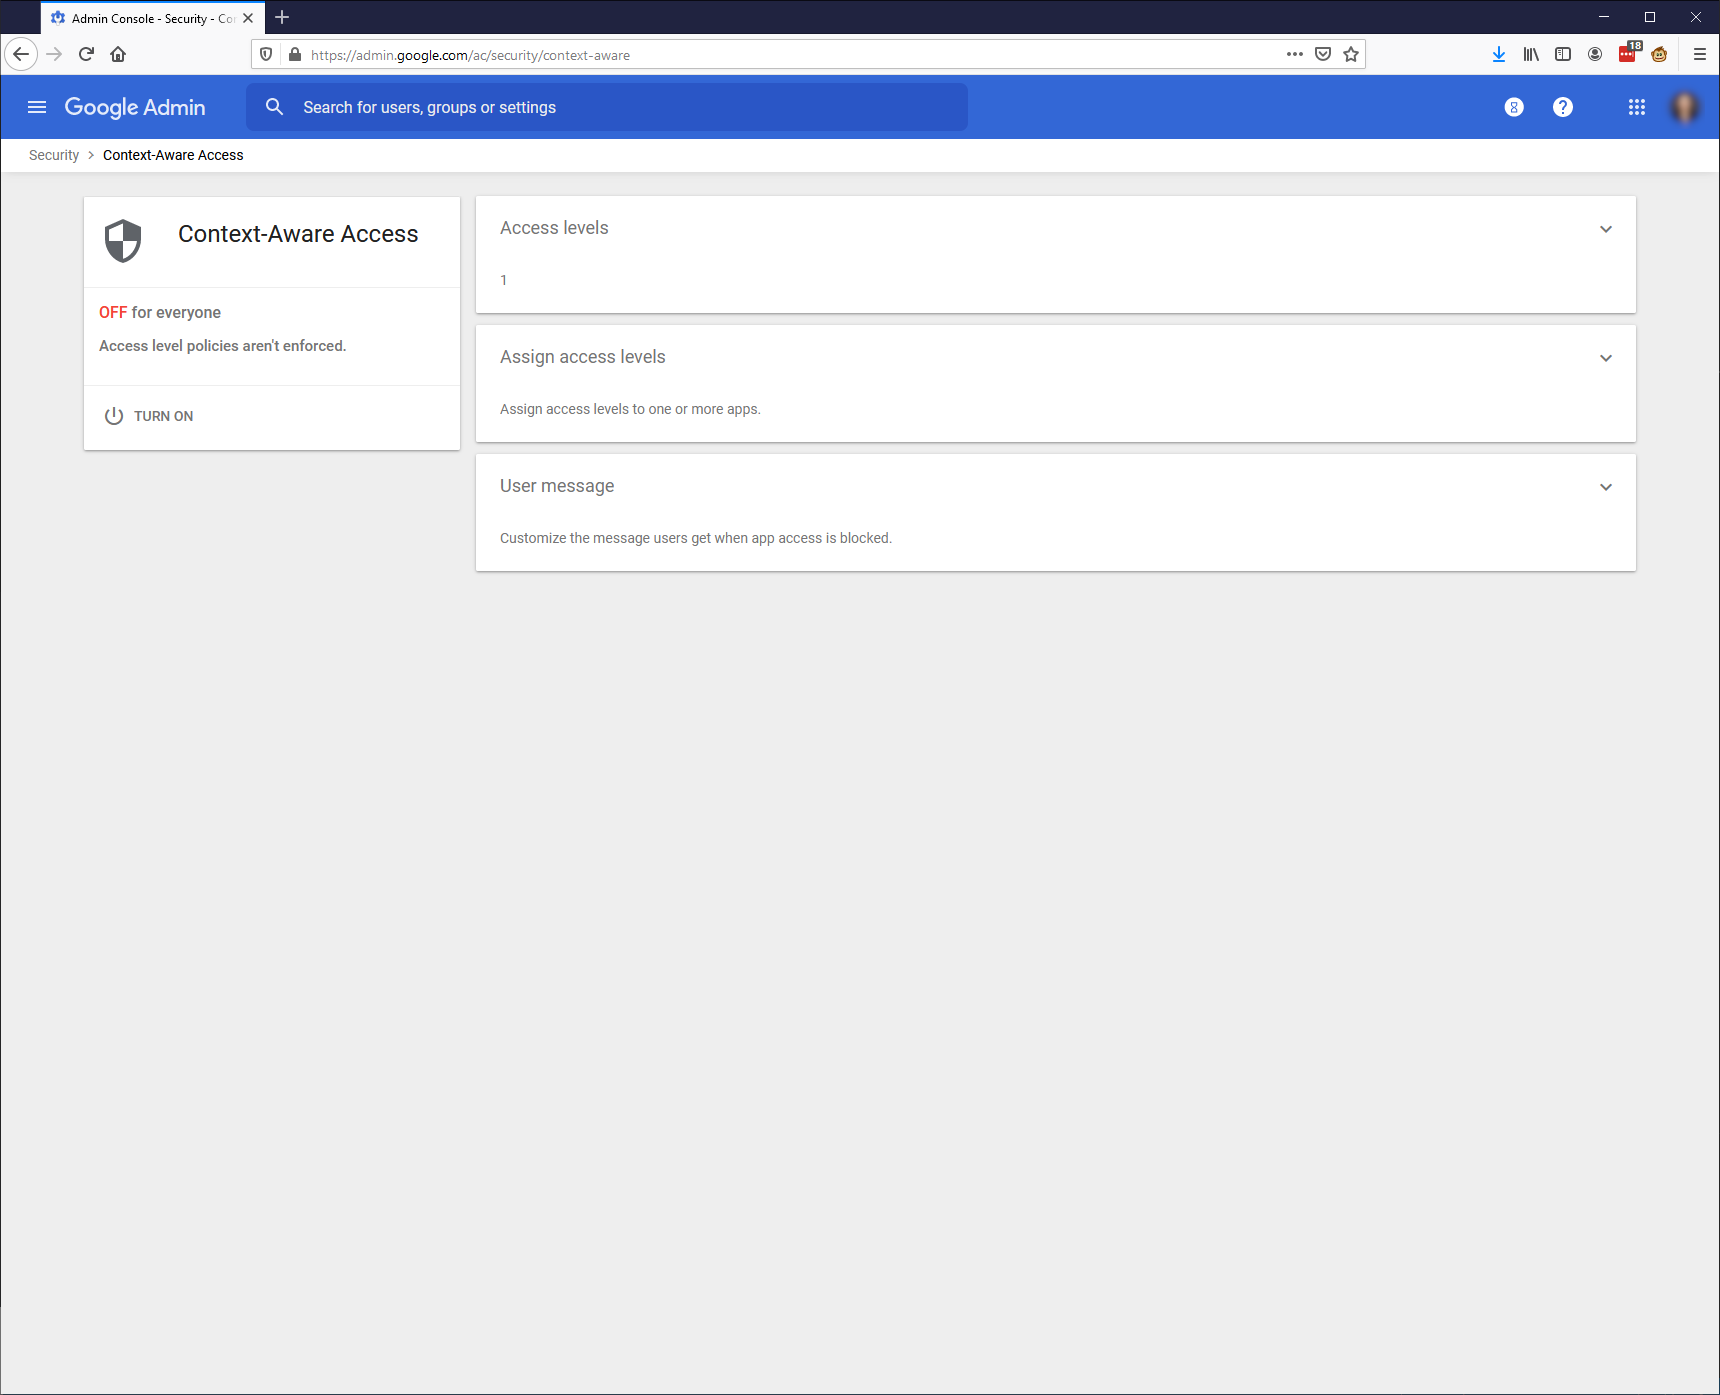 Admin Console - Security - Co
https://admin.google.com/ac/security/context-aware
18
Google Admin
Search for users, groups or settings
Security > Context-Aware Access
Context-Aware Access
OFF for everyone
Access level policies aren't enforced.
TURN ON
Access levels
1
Assign access levels
Assign access levels to one or more apps.
User message
Customize the message users get when app access is blocked.